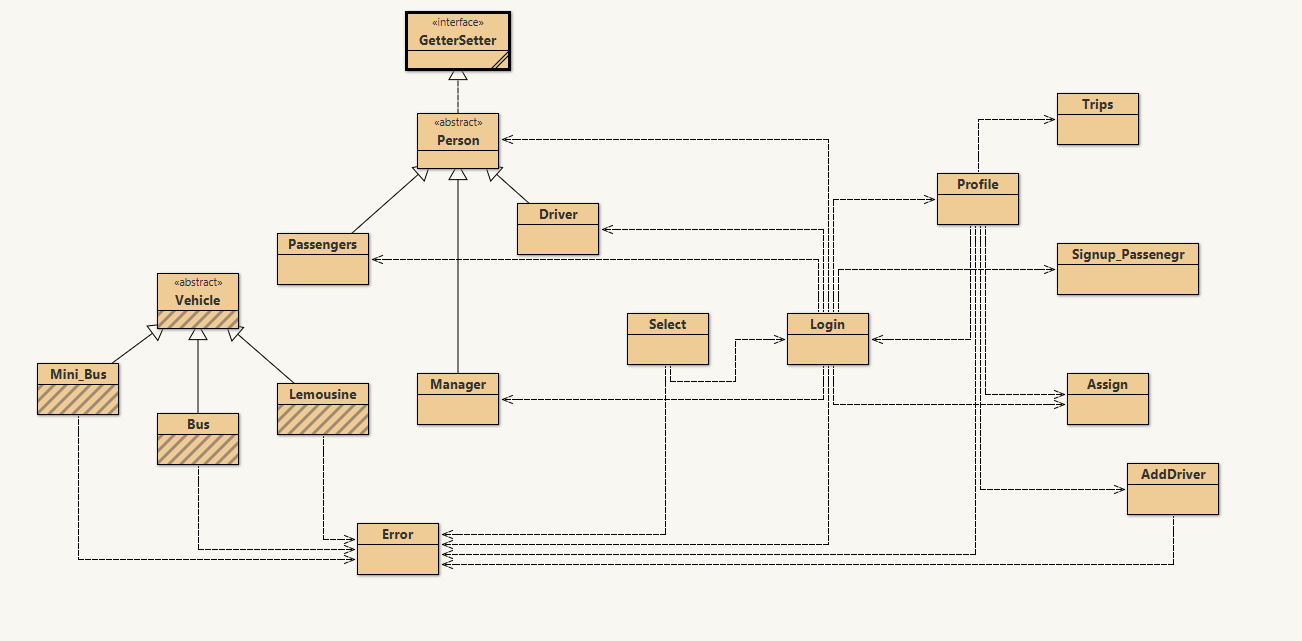 «interface»
GetterSetter
Trips
«abstract»
Person
Profile
Driver
Passengers
Signup_Passenegr
«abstract»
Vehicle
Select
Login
Mini_Bus
Manager
Assign
Lemousine
Bus
AddDriver
Error